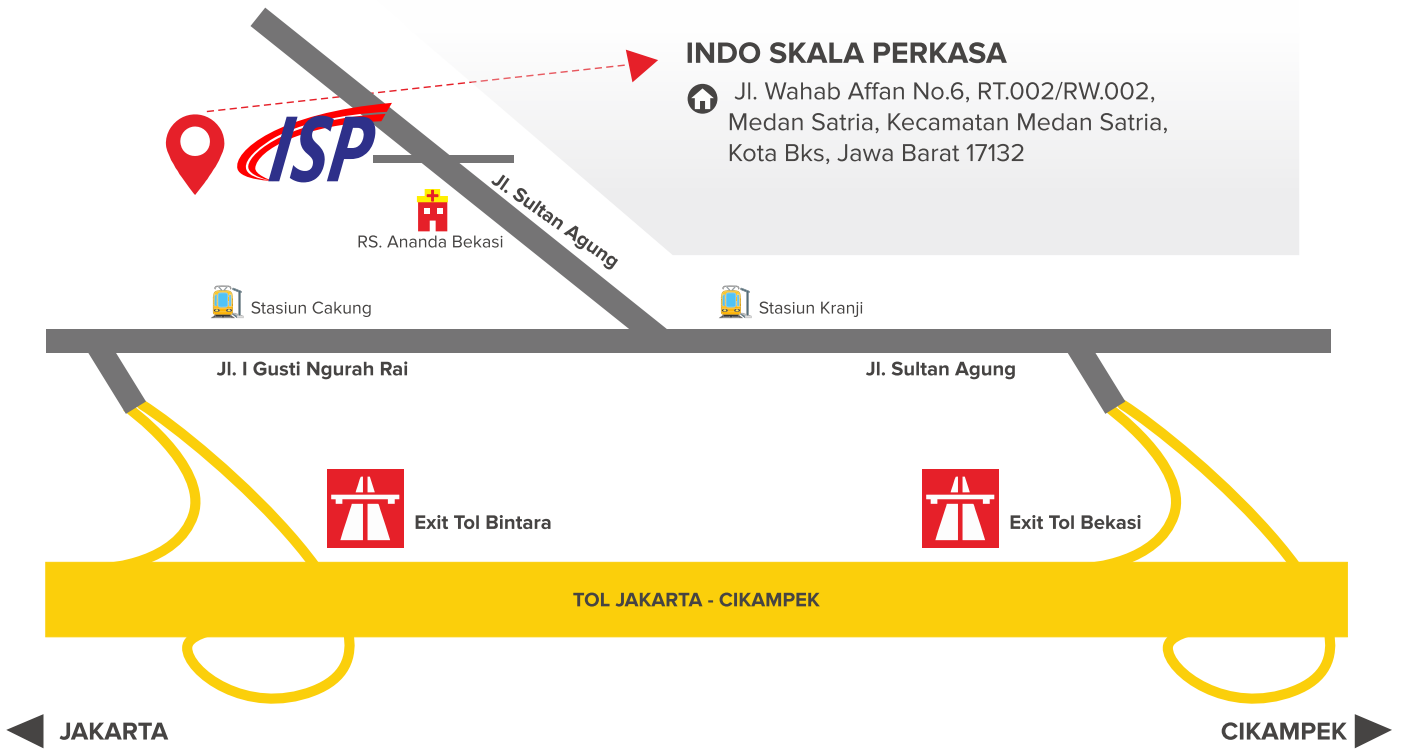 INDO SKALA PERKASA
Jl. Wahab Affan No.6, RT.002/RW.002,
Medan Satria, Kecamatan Medan Satria,
Kota Bks, Jawa Barat 17132
ISP
Jl. Sultan Agung
RS. Ananda Bekasi
Stasiun Cakung
Stasiun Kranji
Jl. I Gusti Ngurah Rai
Jl. Sultan Agung
Exit Tol Bintara
Exit Tol Bekasi
TOL JAKARTA - CIKAMPEK
JAKARTA
CIKAMPEK